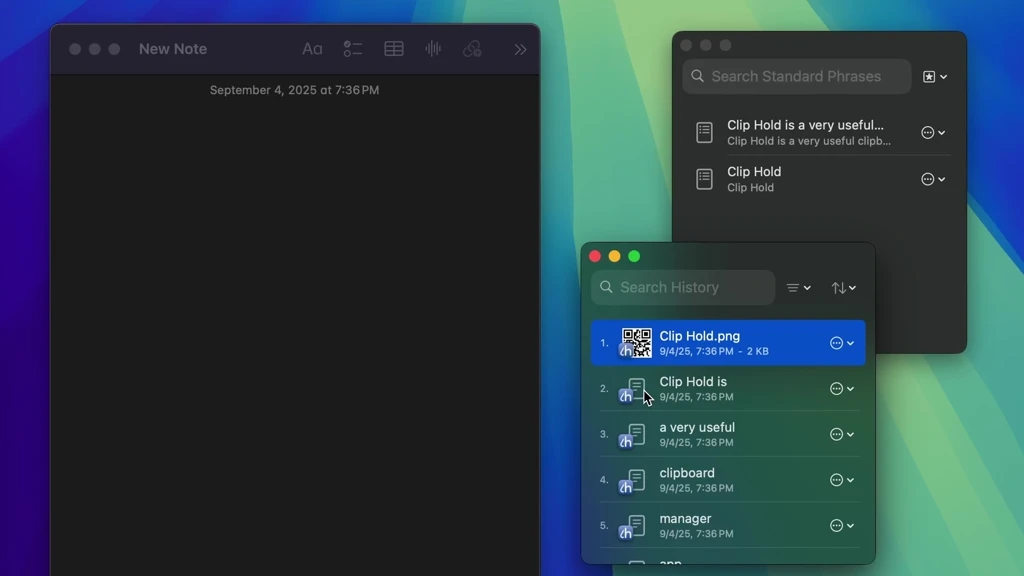 New Note
Aa
September 4, 2025 at 7:36 PM
Search Standard Phrases
Clip Hold is a very useful...
Clip Hold is a very useful clipb...
Clip Hold
Clip Hold
Search History
1.
Clip Hold.png
9/4/25, 7:36 PM - 2 KB
2.
Clip Hold is
9/4/25, 7:36 PM
3.
a very useful
9/4/25, 7:36 PM
4.
clipboard
9/4/25, 7:36 PM
5.
manager
9/4/25, 7:36 PM
app